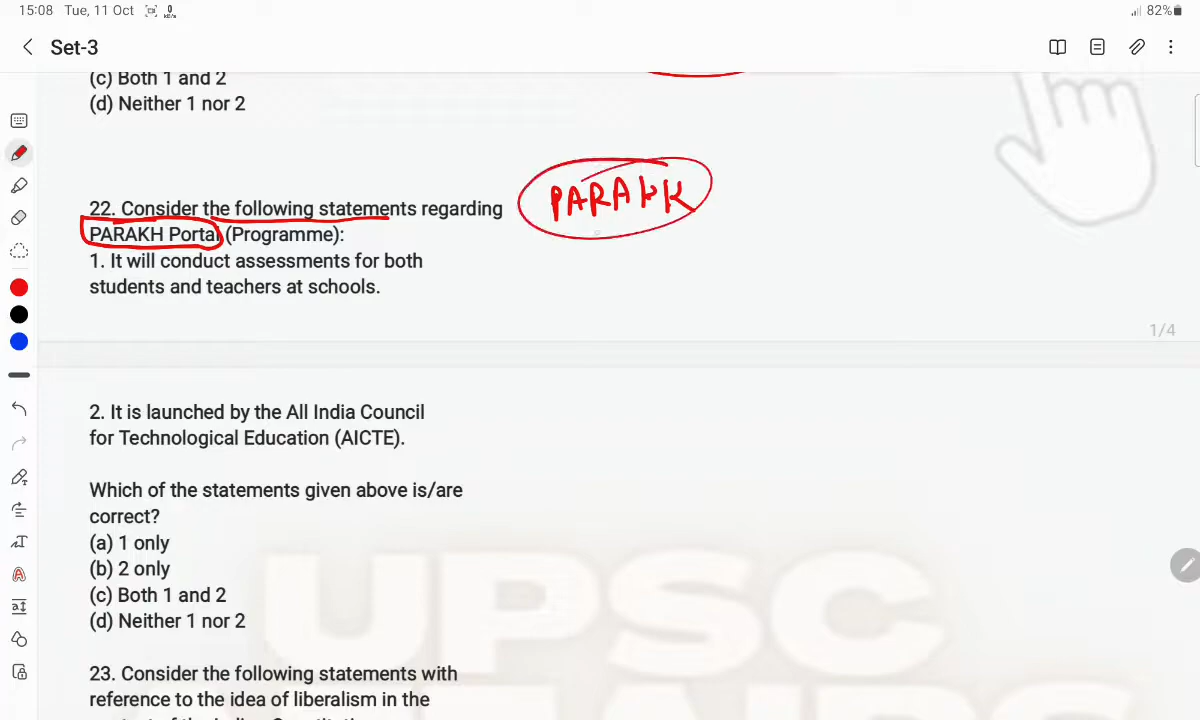 15:08 Tue, 11 Oct 82%
Set-3
(c) Both 1 and 2
(d) Neither 1 nor 2
22. Consider the following statements regarding
PARAKH
PARAKH Portal (Programme):
1. It will conduct assessments for both
students and teachers at schools.
1/4
2. It is launched by the All India Council
for Technological Education (AICTE).
Which of the statements given above is/are
correct?
(a) 1 only
(b) 2 only
(c) Both 1 and 2
(d) Neither 1 nor 2
UPSC
23. Consider the following statements with
reference to the idea of liberalism in the